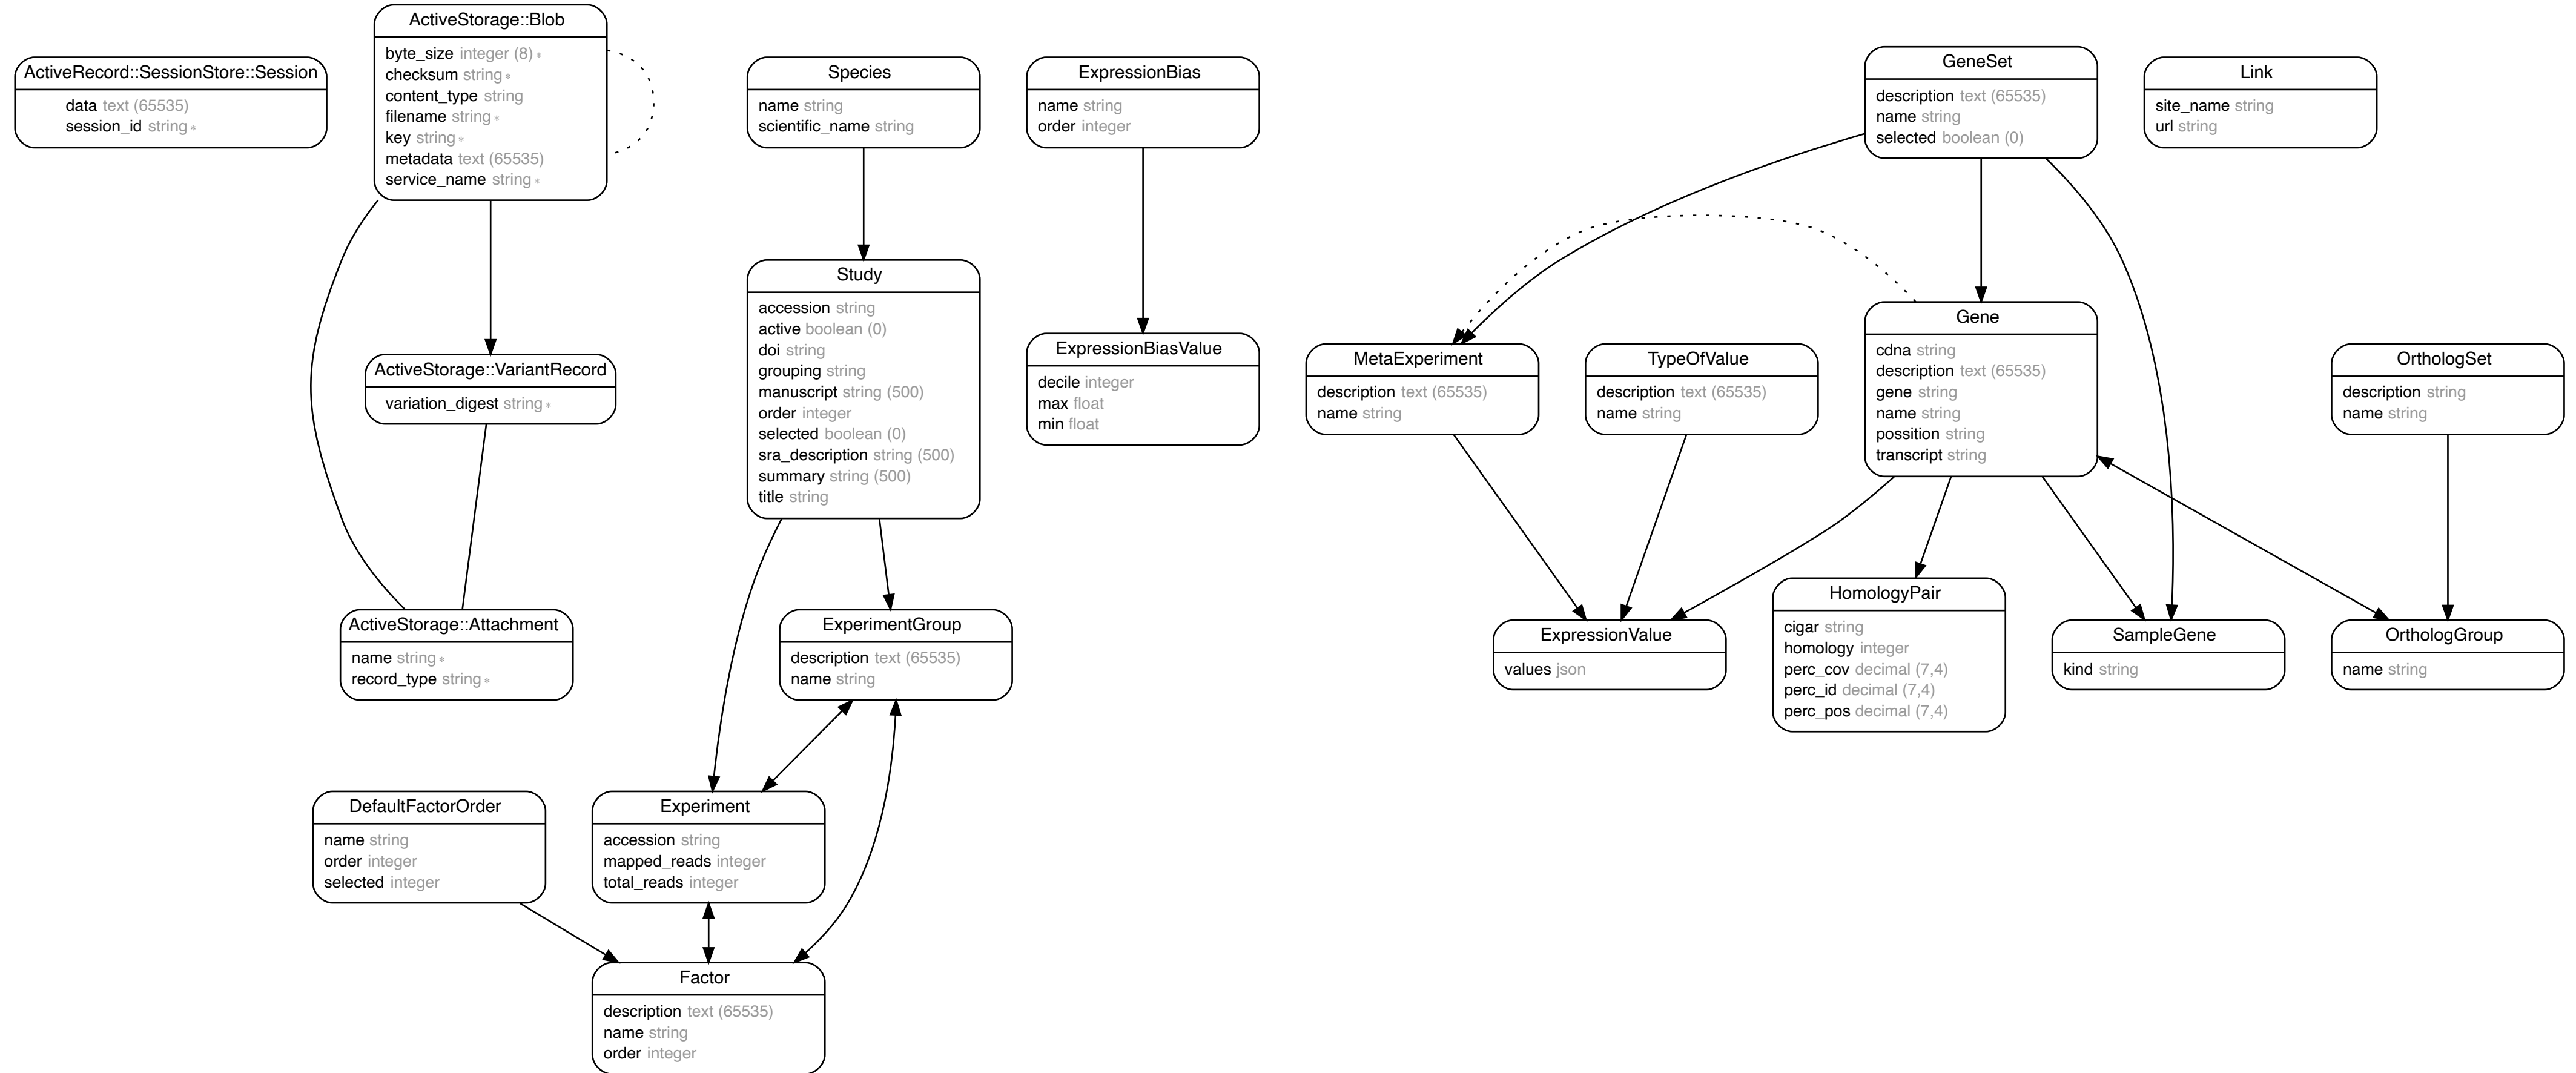 ActiveRecord::SessionStore::Session
data text (65535)
session_id string *
ActiveStorage::Blob
byte_size integer (8) *
checksum string *
content_type string
filename string *
key string *
metadata text (65535)
service_name string *
Species
name string
scientific_name string
ExpressionBias
name string
order integer
GeneSet
description text (65535)
name string
selected boolean (0)
Link
site_name string
url string
Study
accession string
active boolean (0)
doi string
grouping string
manuscript string (500)
order integer
selected boolean (0)
sra_description string (500)
summary string (500)
title string
ActiveStorage::VariantRecord
variation_digest string *
ExpressionBiasValue
decile integer
max float
min float
MetaExperiment
description text (65535)
name string
TypeOfValue
description text (65535)
name string
Gene
cdna string
description text (65535)
gene string
name string
possition string
transcript string
OrthologSet
description string
name string
ActiveStorage::Attachment
name string *
record_type string *
ExperimentGroup
description text (65535)
name string
ExpressionValue
values json
HomologyPair
cigar string
homology integer
perc_cov decimal (7,4)
perc_id decimal (7,4)
perc_pos decimal (7,4)
SampleGene
kind string
OrthologGroup
name string
DefaultFactorOrder
name string
order integer
selected integer
Experiment
accession string
mapped_reads integer
total_reads integer
Factor
description text (65535)
name string
order integer